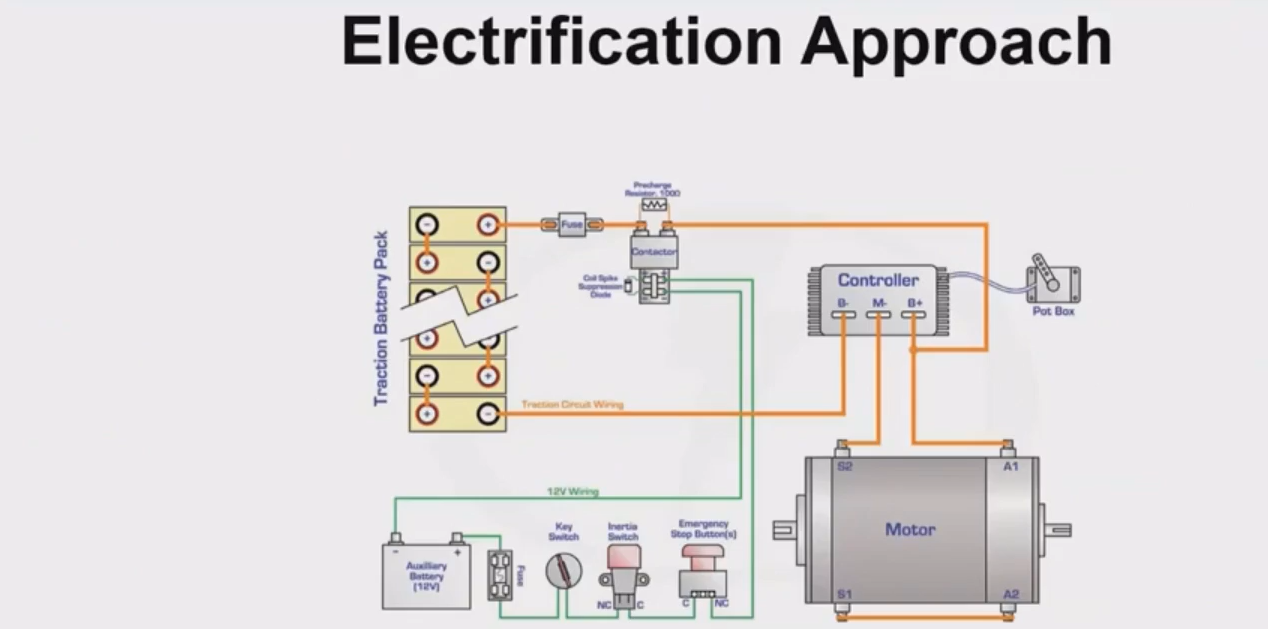 Electrification Approach
Precharge
Resistor, 100Ω
Fuse
Contactor
Coil Spike
Suppression
Diode
Traction Battery Pack
- +
+ -
- +
+ -
- +
+ -
Controller
B- M- B+
Pot Box
Traction Circuit Wiring
12V Wiring
S2 A1
Motor
S1 A2
Key
Switch
Inertia
Switch
Emergency
Stop Button(s)
- +
Auxilliary
Battery
(12V)
Fuse
NC C
C NC